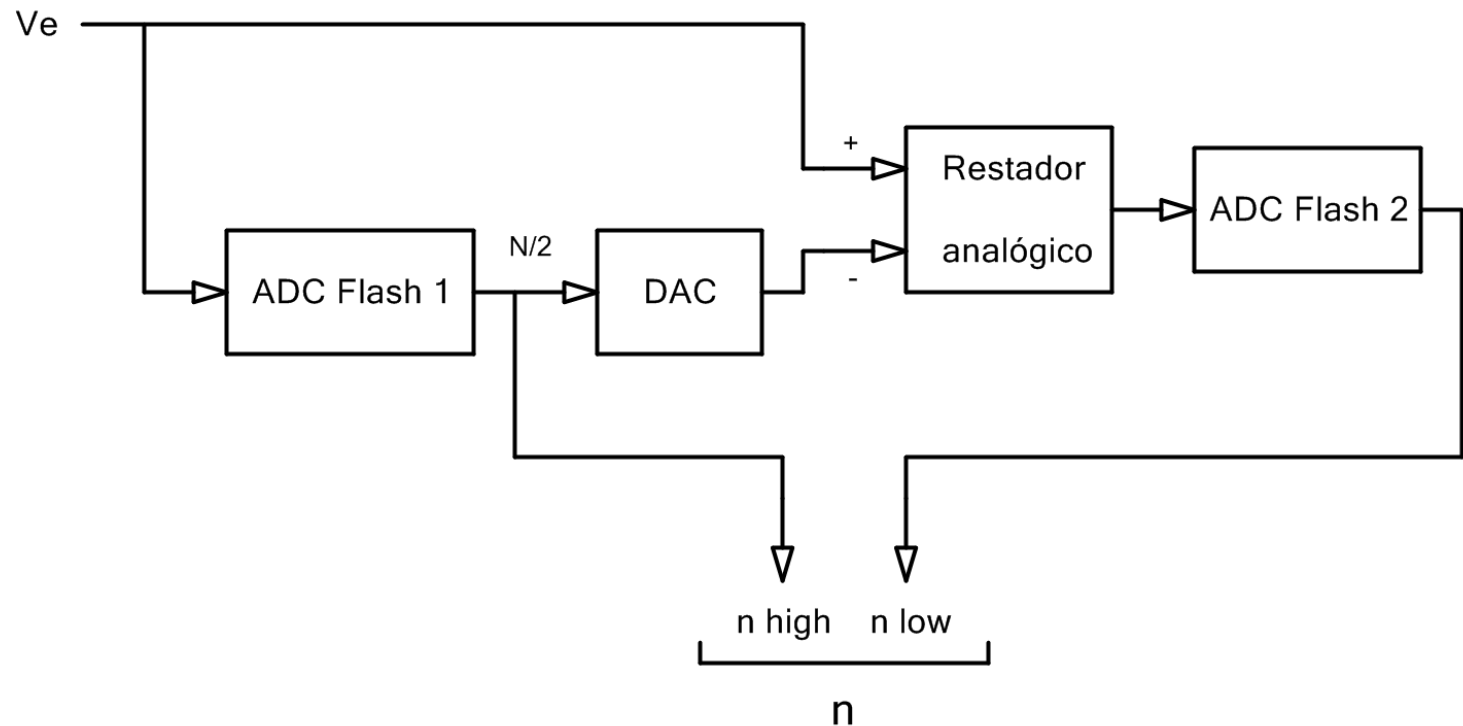 Ve
+
Restador
analógico
-
ADC Flash 2
N/2
ADC Flash 1
DAC
n high
n low
n